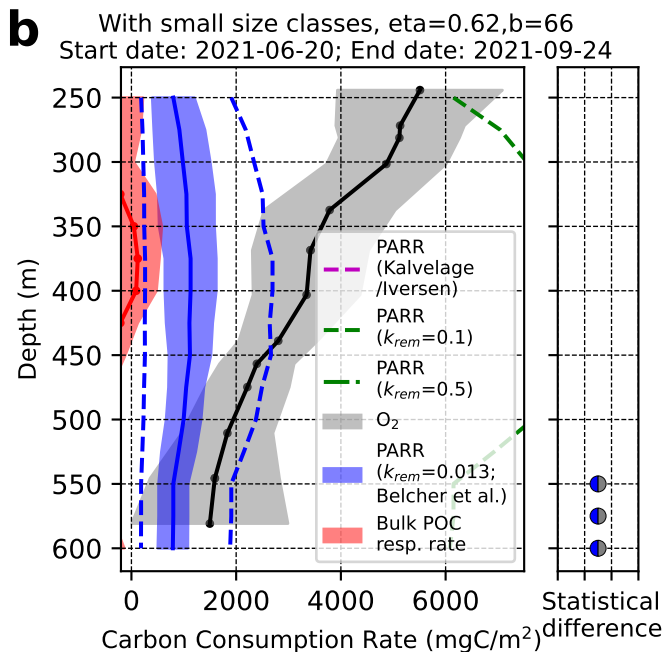 b
With small size classes, eta=0.62,b=66
Start date: 2021-06-20; End date: 2021-09-24
250
300
350
400
450
500
550
600
Depth (m)
PARR
(Kalvelage
/Iversen)
PARR
(k_rem=0.1)
PARR
(k_rem=0.5)
O₂
PARR
(k_rem=0.013;
Belcher et al.)
Bulk POC
resp. rate
0 2000 4000 6000
Carbon Consumption Rate (mgC/m²)
Statistical
difference